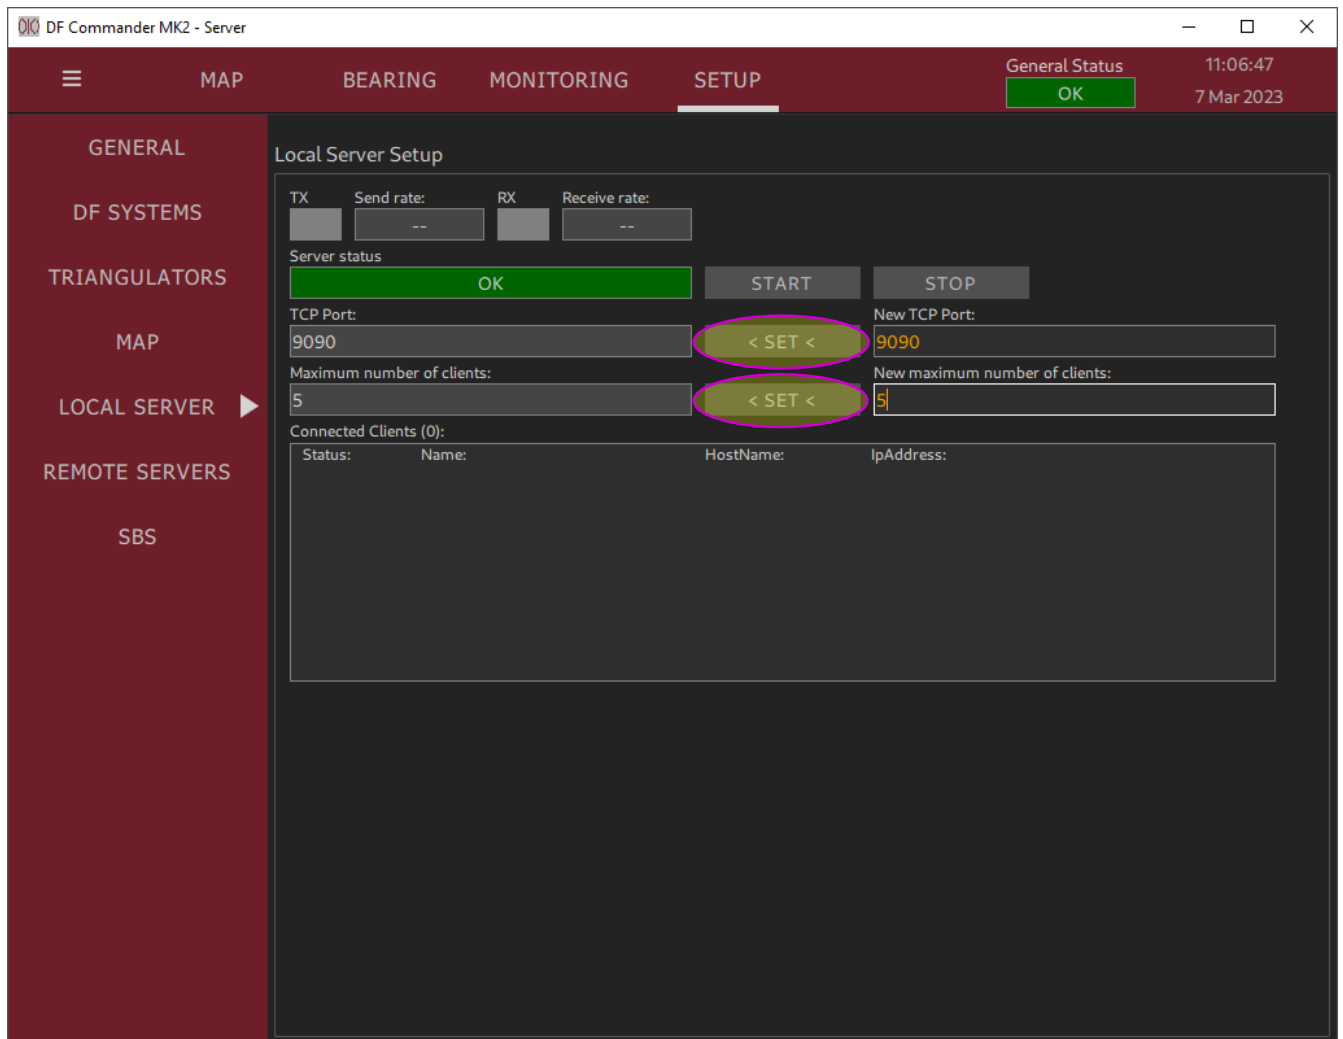 DF Commander MK2 - Server
MAP BEARING MONITORING SETUP General Status OK 11:06:47 7 Mar 2023
GENERAL
DF SYSTEMS
TRIANGULATORS
MAP
LOCAL SERVER
REMOTE SERVERS
SBS
Local Server Setup
TX Send rate: RX Receive rate:
-- --
Server status
OK START STOP
TCP Port: New TCP Port:
9090 < SET < 9090
Maximum number of clients: New maximum number of clients:
5 < SET < 5
Connected Clients (0):
Status: Name: HostName: IpAddress: